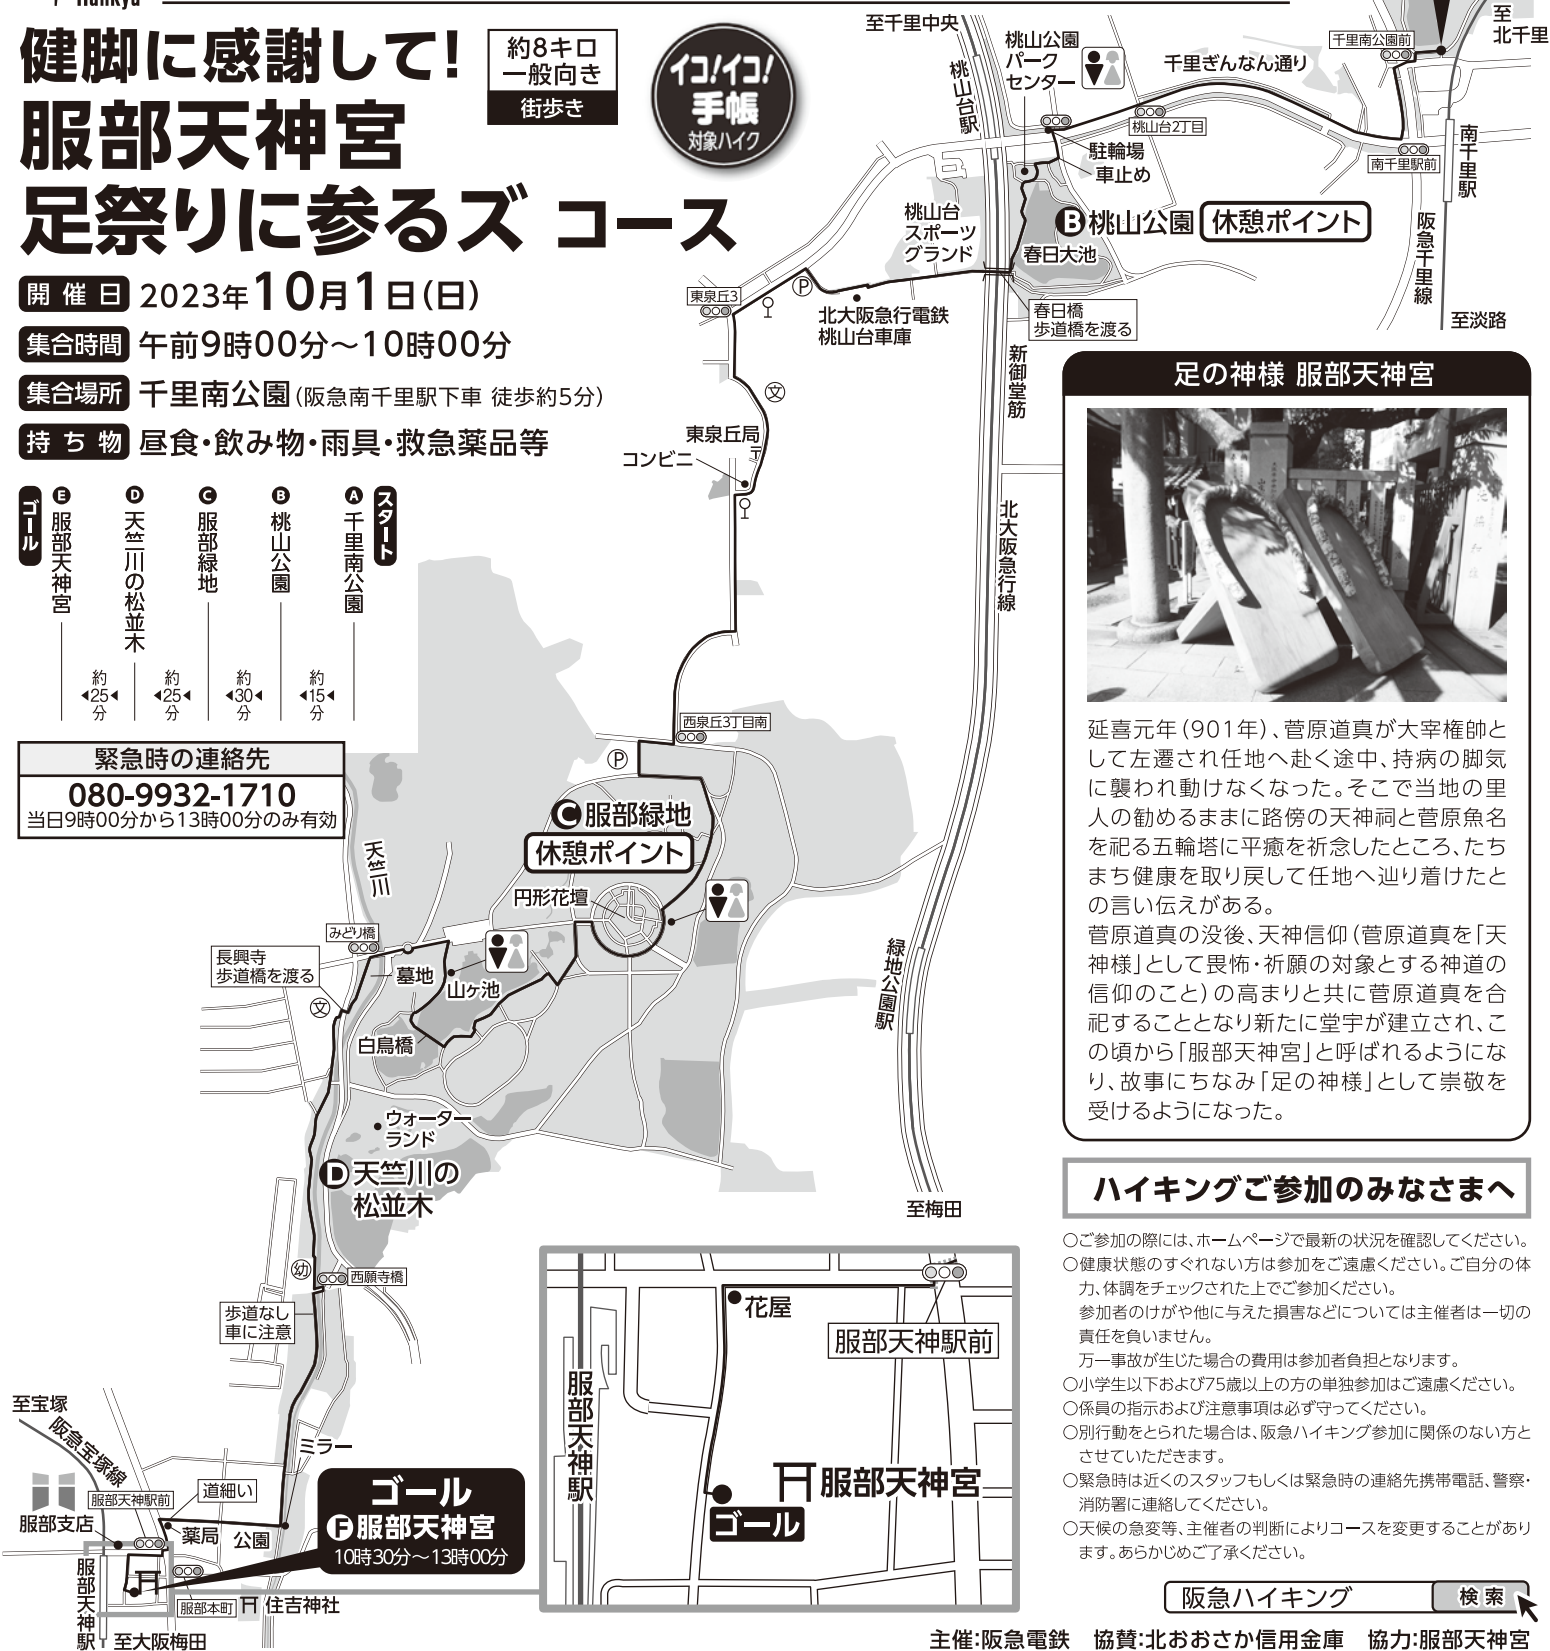 Hankyu
健脚に感謝して!
服部天神宮
足祭りに参るズ コース
約8キロ
一般向き
街歩き
イコ!イコ!
手帳
対象ハイク
開催日 2023年10月1日(日)
集合時間 午前9時00分〜10時00分
集合場所 千里南公園(阪急南千里駅下車 徒歩約5分)
持ち物 昼食・飲み物・雨具・救急薬品等
スタート
A 千里南公園
約15分
B 桃山公園
約30分
C 服部緑地
約25分
D 天竺川の松並木
約25分
E 服部天神宮
ゴール
緊急時の連絡先
080-9932-1710
当日9時00分から13時00分のみ有効
至千里中央
桃山台駅
桃山公園
パーク
センター
千里ぎんなん通り
千里南公園前
至
北千里
桃山台2丁目
駐輪場
車止め
南千里駅前
南千里駅
阪急千里線
至淡路
B 桃山公園
休憩ポイント
桃山台
スポーツ
グランド
春日大池
春日橋
歩道橋を渡る
東泉丘3
P
北大阪急行電鉄
桃山台車庫
新御堂筋
文
東泉丘局
コンビニ
北大阪急行線
西泉丘3丁目南
P
C 服部緑地
休憩ポイント
円形花壇
天竺川
みどり橋
長興寺
歩道橋を渡る
墓地
山ヶ池
文
白鳥橋
緑地公園駅
ウォーター
ランド
D 天竺川の
松並木
至梅田
幼
西願寺橋
歩道なし
車に注意
至宝塚
阪急宝塚線
ミラー
道細い
服部天神駅前
服部支店
薬局
公園
ゴール
F 服部天神宮
10時30分〜13時00分
服部天神駅
服部本町
住吉神社
至大阪梅田
花屋
服部天神駅前
服部天神駅
服部天神宮
ゴール
足の神様 服部天神宮
延喜元年(901年)、菅原道真が大宰権帥と
して左遷され任地へ赴く途中、持病の脚気
に襲われ動けなくなった。そこで当地の里
人の勧めるままに路傍の天神祠と菅原魚名
を祀る五輪塔に平癒を祈念したところ、たち
まち健康を取り戻して任地へ辿り着けたと
の言い伝えがある。
菅原道真の没後、天神信仰(菅原道真を「天
神様」として畏怖・祈願の対象とする神道の
信仰のこと)の高まりと共に菅原道真を合
祀することとなり新たに堂宇が建立され、こ
の頃から「服部天神宮」と呼ばれるようにな
り、故事にちなみ「足の神様」として崇敬を
受けるようになった。
ハイキングご参加のみなさまへ
○ご参加の際には、ホームページで最新の状況を確認してください。
○健康状態のすぐれない方は参加をご遠慮ください。ご自分の体
力、体調をチェックされた上でご参加ください。
参加者のけがや他に与えた損害などについては主催者は一切の
責任を負いません。
万一事故が生じた場合の費用は参加者負担となります。
○小学生以下および75歳以上の方の単独参加はご遠慮ください。
○係員の指示および注意事項は必ず守ってください。
○別行動をとられた場合は、阪急ハイキング参加に関係のない方と
させていただきます。
○緊急時は近くのスタッフもしくは緊急時の連絡先携帯電話、警察・
消防署に連絡してください。
○天候の急変等、主催者の判断によりコースを変更することがあり
ます。あらかじめご了承ください。
阪急ハイキング 検索
主催:阪急電鉄 協賛:北おおさか信用金庫 協力:服部天神宮